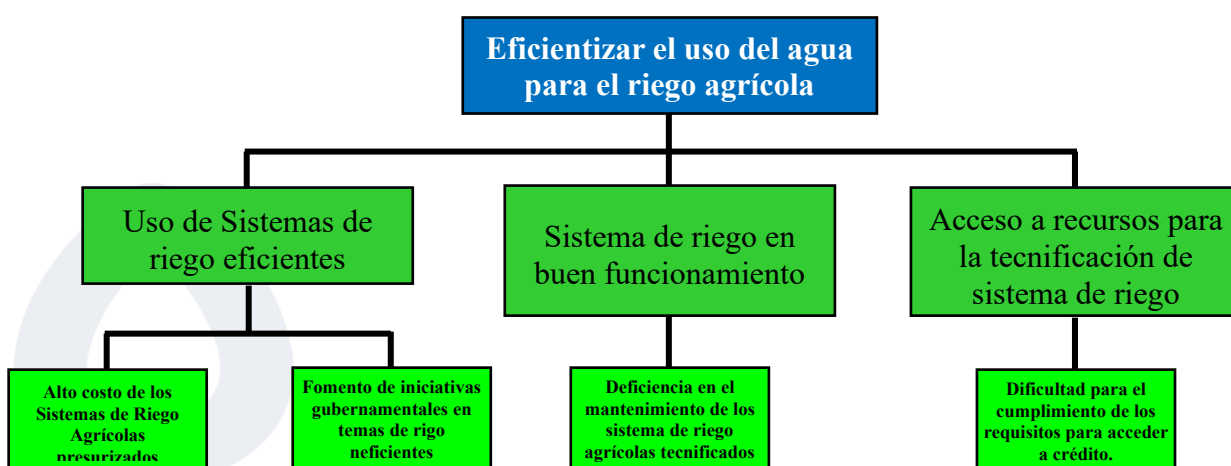 Eficientizar el uso del agua
para el riego agrícola
Uso de Sistemas de
riego eficientes
Sistema de riego en
buen funcionamiento
Acceso a recursos para
la tecnificación de
sistema de riego
Alto costo de los
Sistemas de Riego
Agrícolas
presurizados
Fomento de iniciativas
gubernamentales en
temas de rigo
neficientes
Deficiencia en el
mantenimiento de los
sistema de riego
agrícolas tecnificados
Dificultad para el
cumplimiento de los
requisitos para acceder
a crédito.